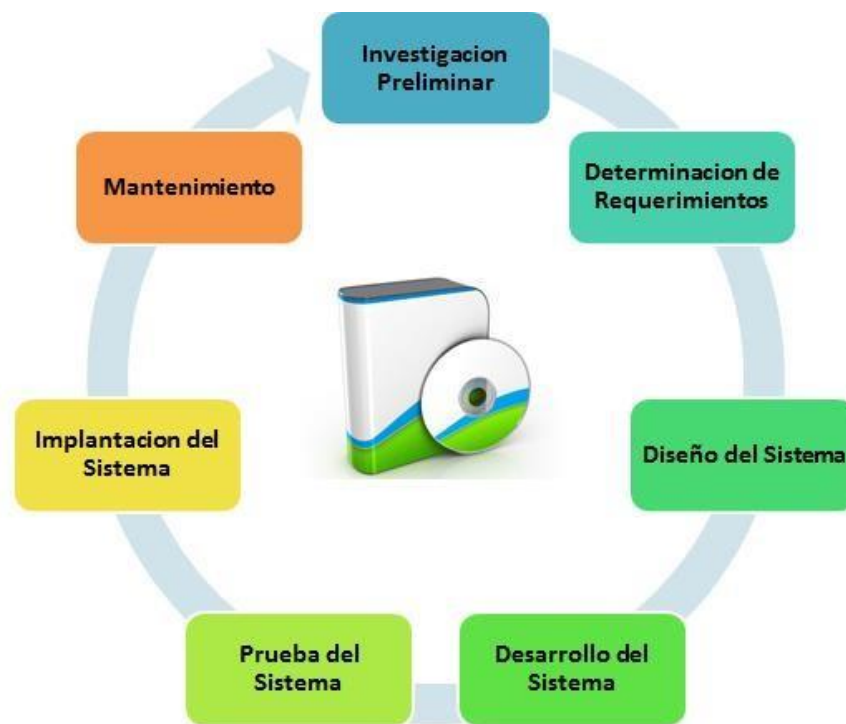 Investigacion
Preliminar
Determinacion de
Requerimientos
Diseño del Sistema
Desarrollo del
Sistema
Prueba del
Sistema
Implantacion del
Sistema
Mantenimiento